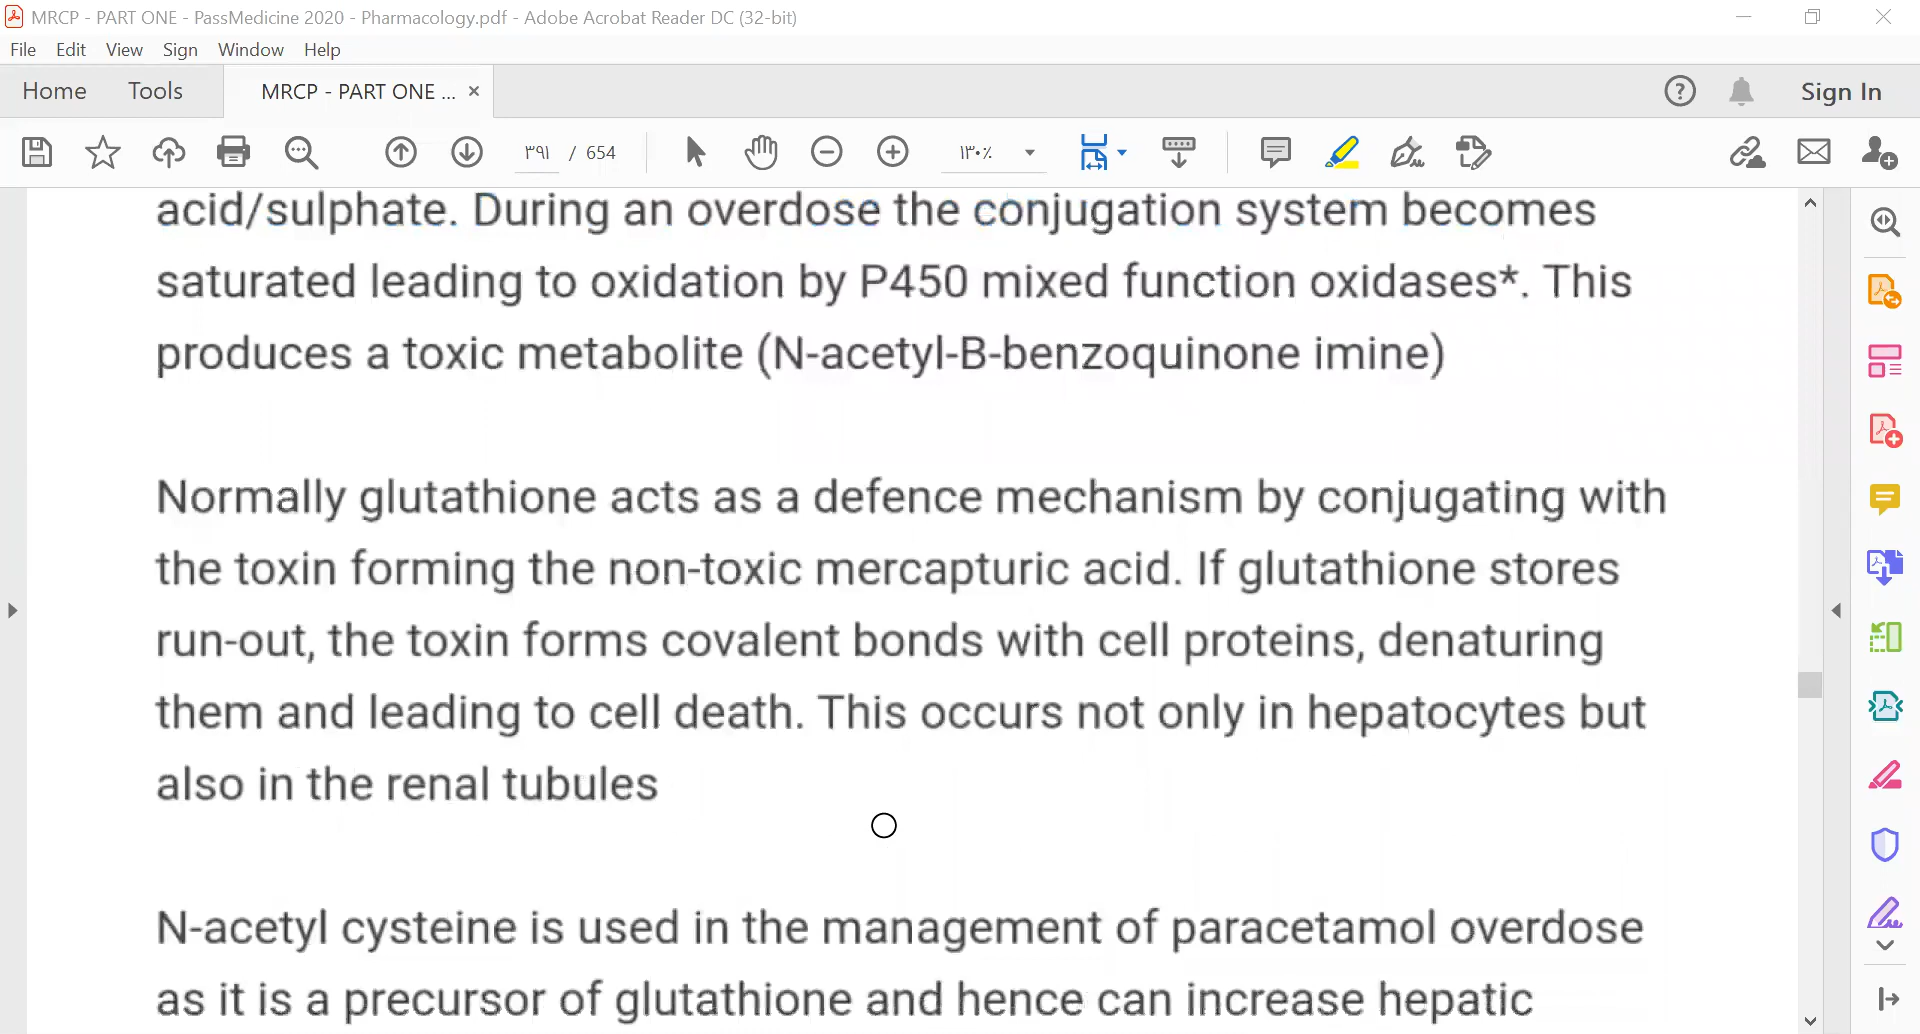 MRCP - PART ONE - PassMedicine 2020 - Pharmacology.pdf - Adobe Acrobat Reader DC (32-bit)
File Edit View Sign Window Help
Home Tools MRCP - PART ONE ... × Sign In
٣٩١ / 654 ١٣٠٪
acid/sulphate. During an overdose the conjugation system becomes
saturated leading to oxidation by P450 mixed function oxidases*. This
produces a toxic metabolite (N-acetyl-B-benzoquinone imine)
Normally glutathione acts as a defence mechanism by conjugating with
the toxin forming the non-toxic mercapturic acid. If glutathione stores
run-out, the toxin forms covalent bonds with cell proteins, denaturing
them and leading to cell death. This occurs not only in hepatocytes but
also in the renal tubules
N-acetyl cysteine is used in the management of paracetamol overdose
as it is a precursor of glutathione and hence can increase hepatic